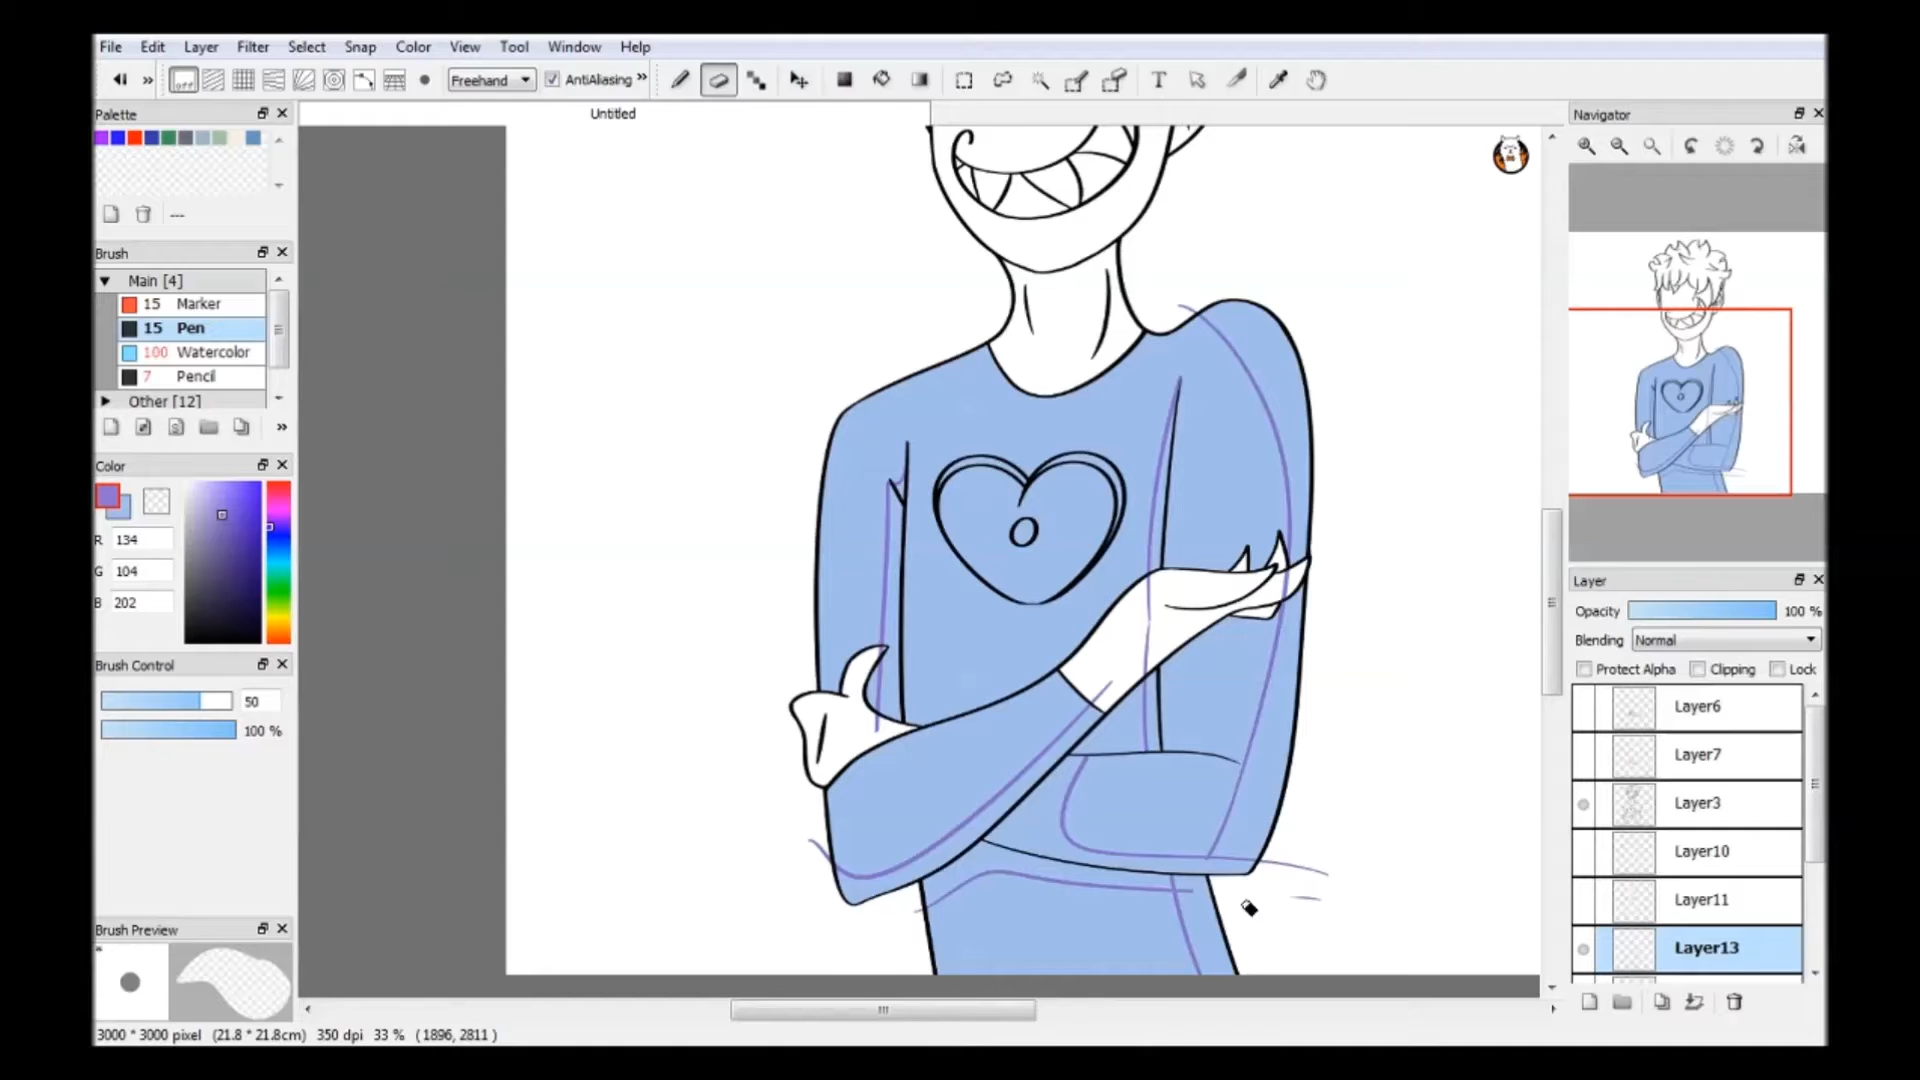 File Edit Layer Filter Select Snap Color View Tool Window Help
off Freehand AntiAliasing
Palette
Untitled
Navigator
---
Brush
Main [4]
15 Marker
15 Pen
100 Watercolor
7 Pencil
Other [12]
Color
R 134
G 104
B 202
Brush Control
50
100 %
Brush Preview
Layer
Opacity 100 %
Blending Normal
Protect Alpha Clipping Lock
Layer6
Layer7
Layer3
Layer10
Layer11
Layer13
3000 * 3000 pixel (21.8 * 21.8cm) 350 dpi 33 % ( 1896, 2811 )